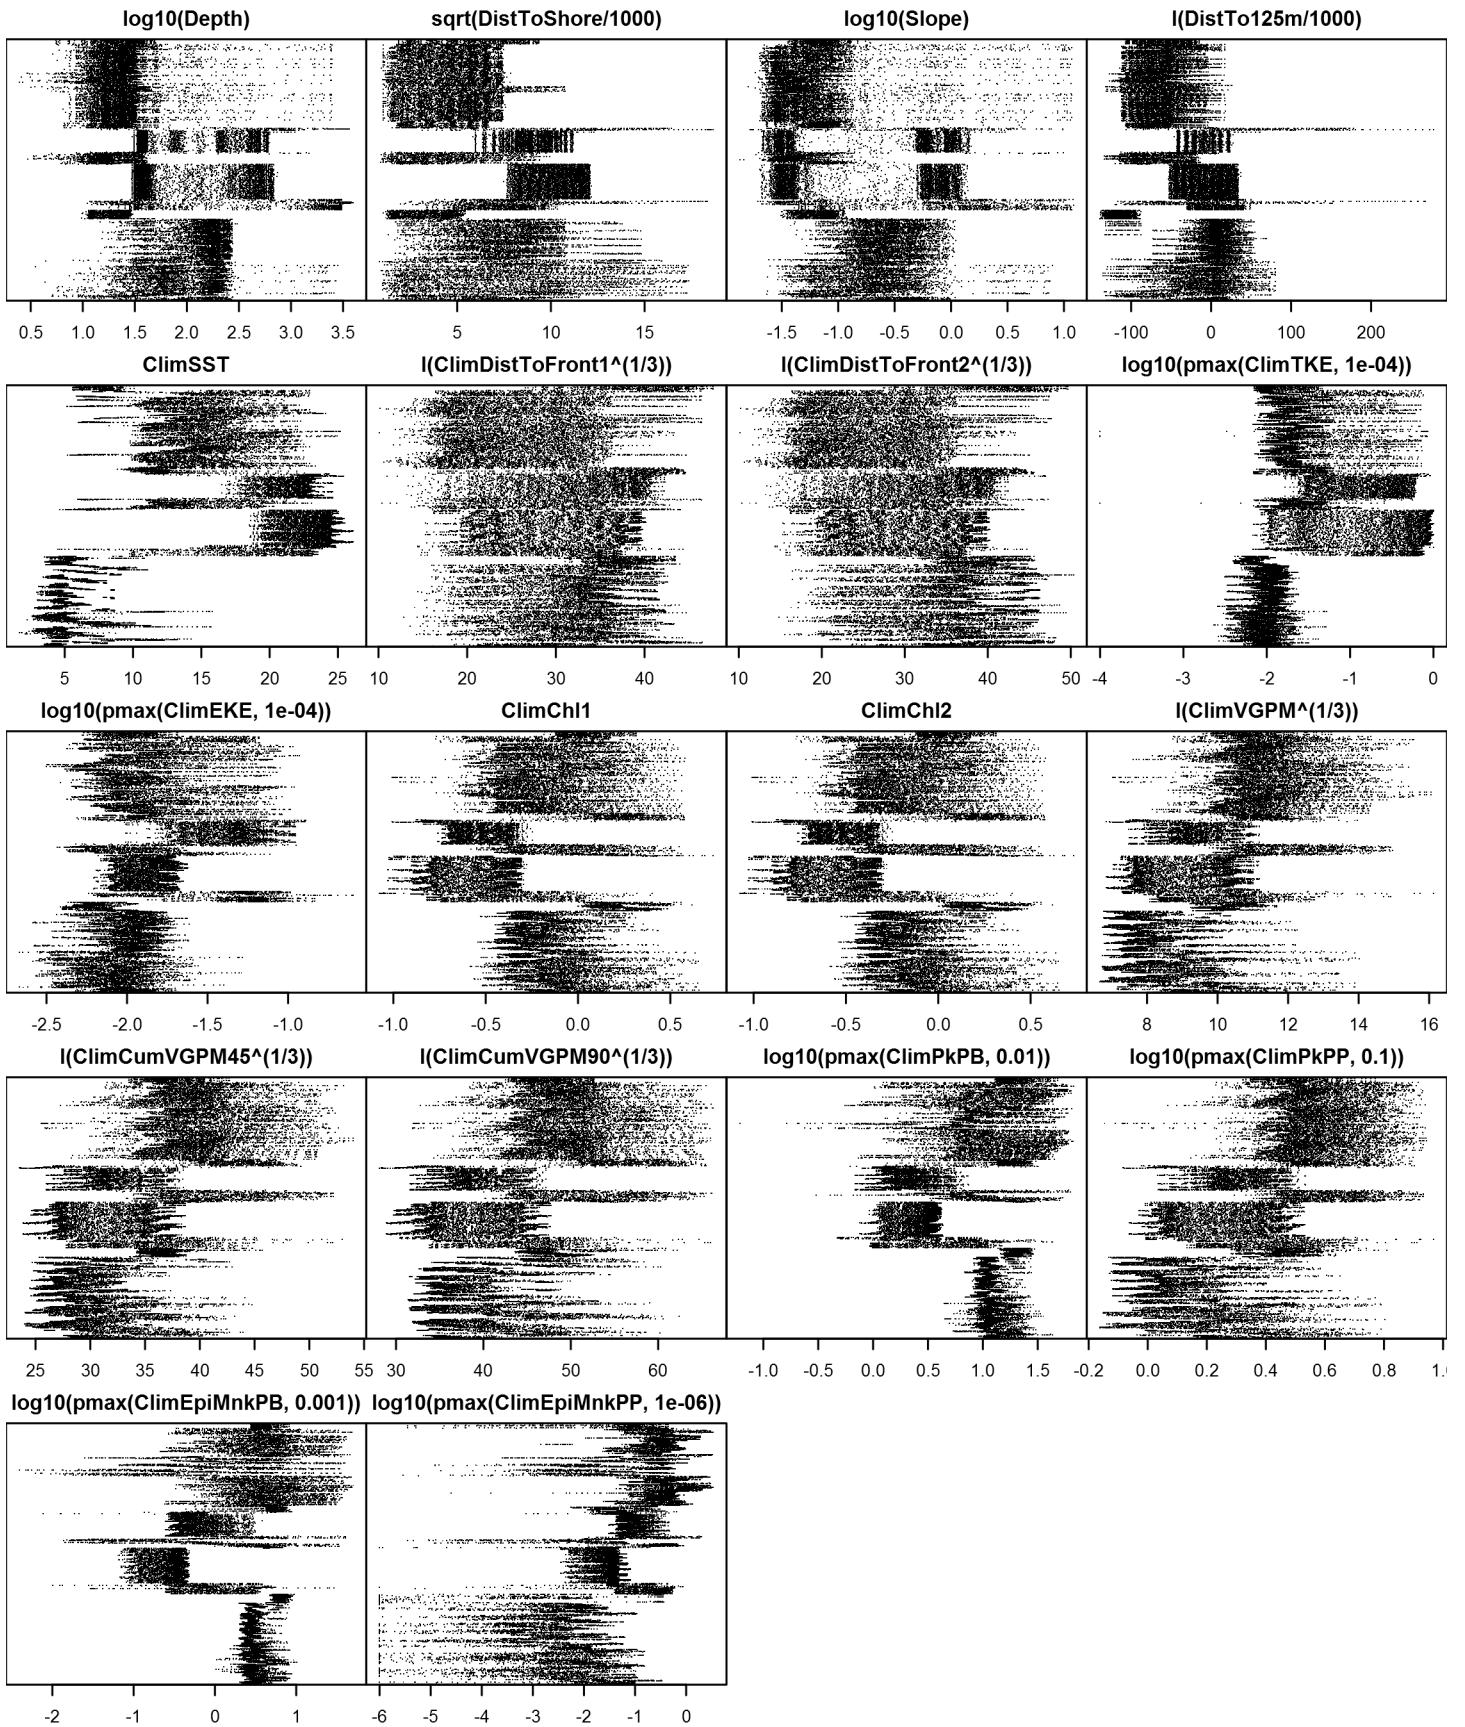 log10(Depth) sqrt(DistToShore/1000) log10(Slope) I(DistTo125m/1000)
0.5 1.0 1.5 2.0 2.5 3.0 3.5 5 10 15 -1.5 -1.0 -0.5 0.0 0.5 1.0 -100 0 100 200
ClimSST I(ClimDistToFront1^(1/3)) I(ClimDistToFront2^(1/3)) log10(pmax(ClimTKE, 1e-04))
5 10 15 20 25 10 20 30 40 10 20 30 40 50 -4 -3 -2 -1 0
log10(pmax(ClimEKE, 1e-04)) ClimChl1 ClimChl2 I(ClimVGPM^(1/3))
-2.5 -2.0 -1.5 -1.0 -1.0 -0.5 0.0 0.5 -1.0 -0.5 0.0 0.5 8 10 12 14 16
I(ClimCumVGPM45^(1/3)) I(ClimCumVGPM90^(1/3)) log10(pmax(ClimPkPB, 0.01)) log10(pmax(ClimPkPP, 0.1))
25 30 35 40 45 50 55 30 40 50 60 -1.0 -0.5 0.0 0.5 1.0 1.5 -0.2 0.0 0.2 0.4 0.6 0.8 1.
log10(pmax(ClimEpiMnkPB, 0.001)) log10(pmax(ClimEpiMnkPP, 1e-06))
-2 -1 0 1 -6 -5 -4 -3 -2 -1 0